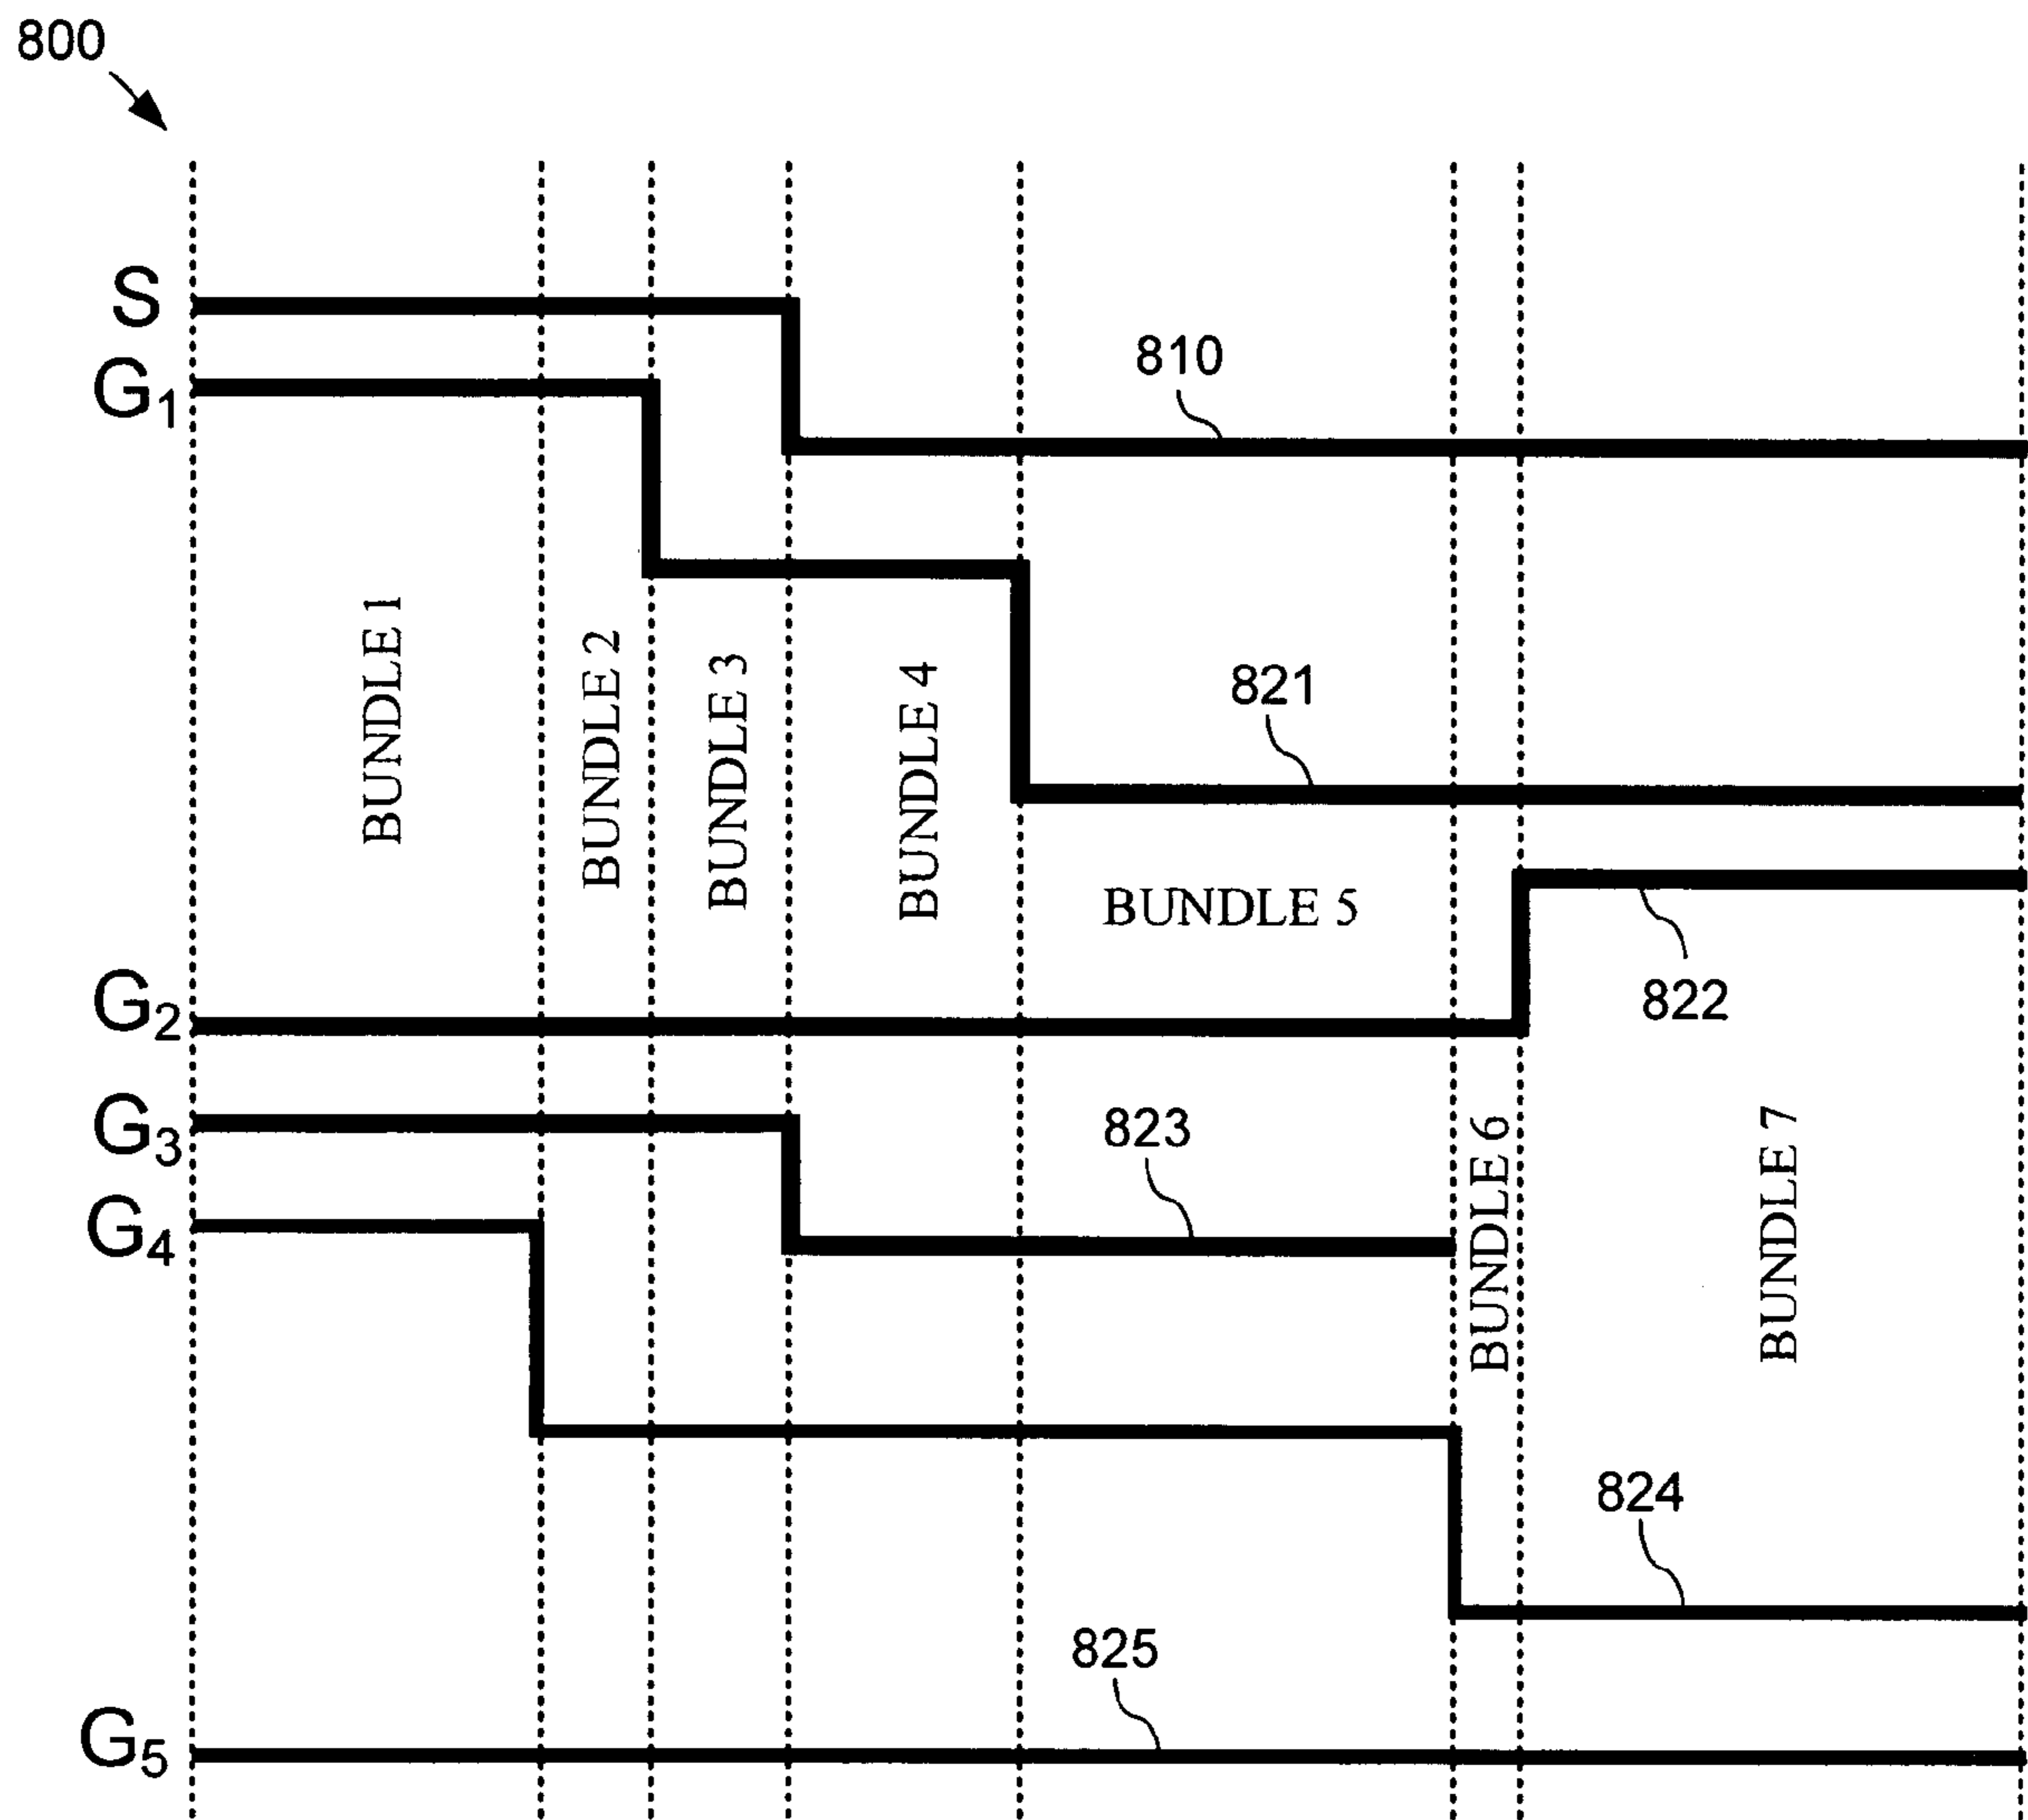 800
S
G1
810
BUNDLE 1
BUNDLE 2
BUNDLE 3
BUNDLE 4
821
BUNDLE 5
G2
822
G3
823
BUNDLE 6
BUNDLE 7
G4
824
825
G5